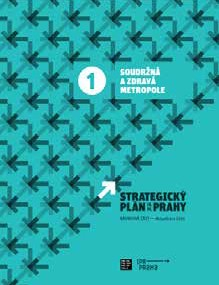 1
SOUDRŽNÁ
A ZDRAVÁ
METROPOLE
STRATEGICKÝ
PLÁN PRAHY
IPR
PRAHA